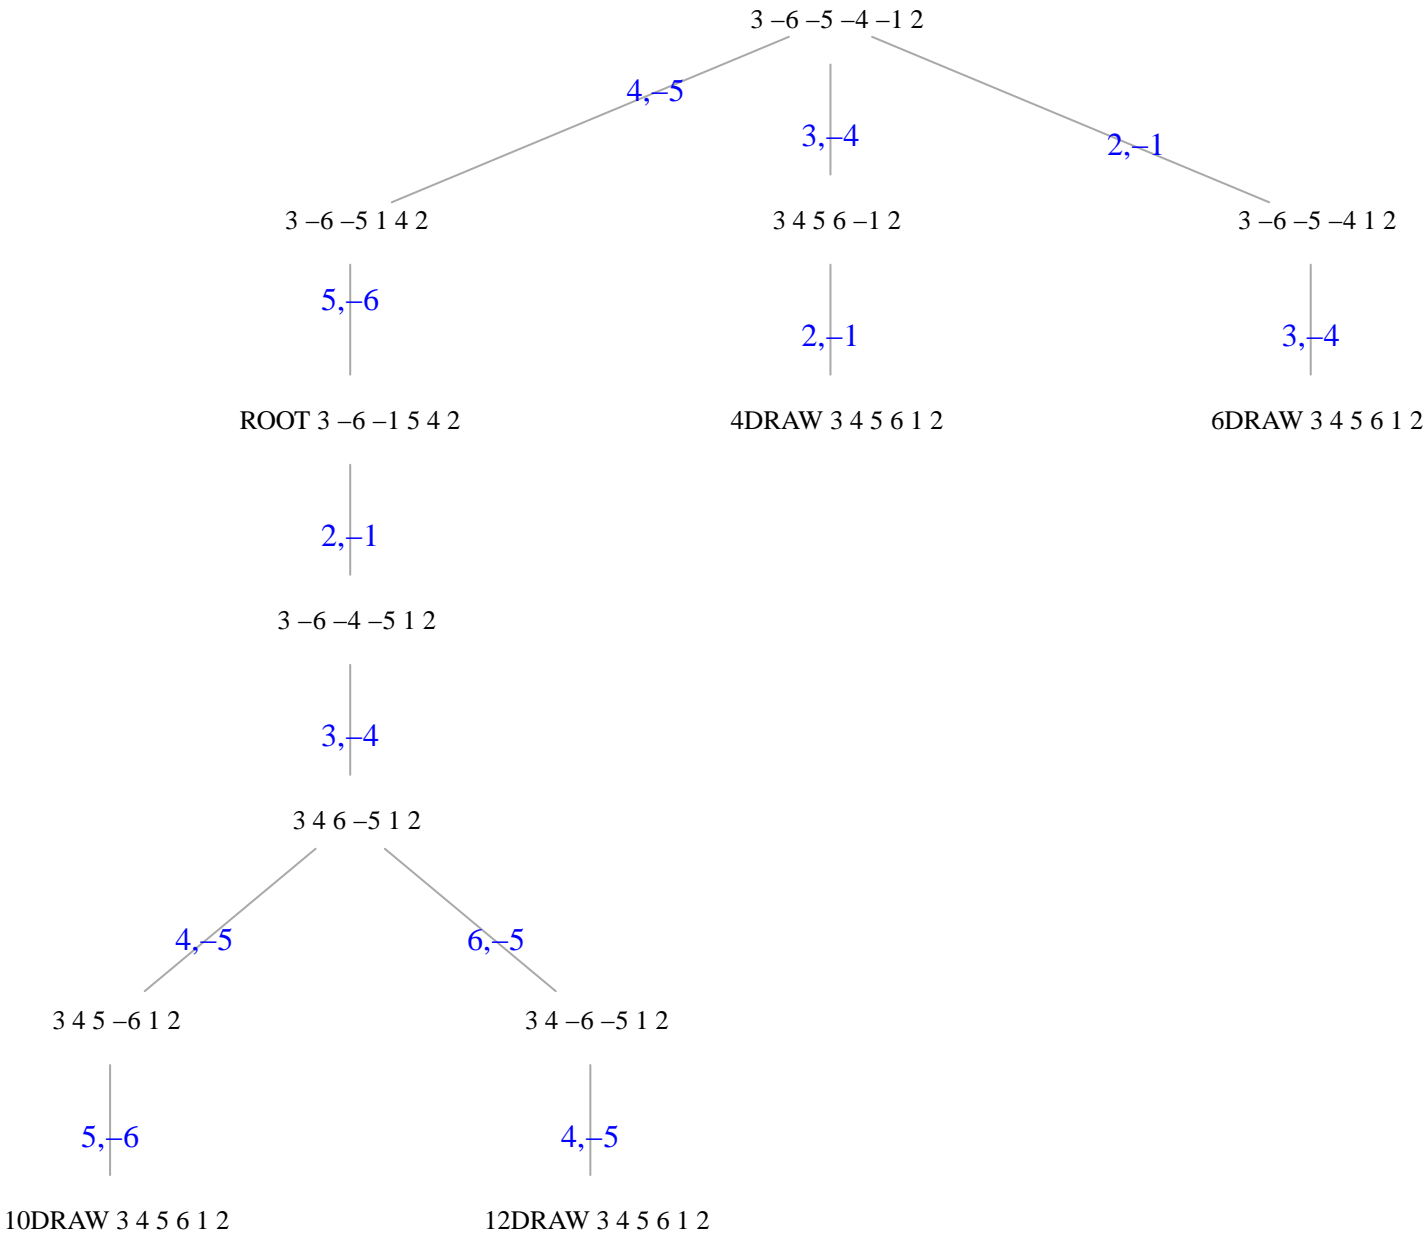 3 –6 –5 –4 –1 2
4,–5
3,–4
2,–1
3 –6 –5 1 4 2
3 4 5 6 –1 2
3 –6 –5 –4 1 2
5,–6
2,–1
3,–4
ROOT 3 –6 –1 5 4 2
4DRAW 3 4 5 6 1 2
6DRAW 3 4 5 6 1 2
2,–1
3 –6 –4 –5 1 2
3,–4
3 4 6 –5 1 2
4,–5
6,–5
3 4 5 –6 1 2
3 4 –6 –5 1 2
5,–6
4,–5
10DRAW 3 4 5 6 1 2
12DRAW 3 4 5 6 1 2